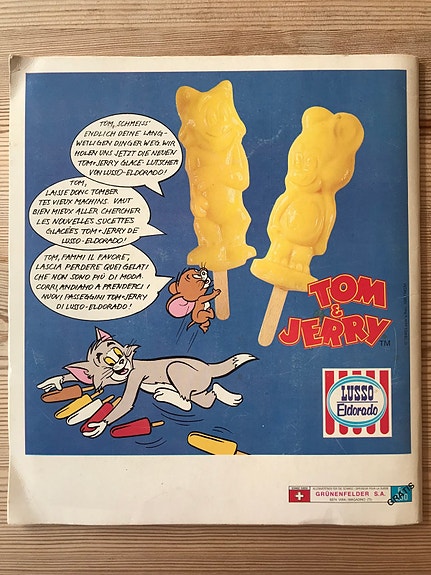 TOM, SCHMEISS'
ENDLICH DEINE LANG-
WEILIGEN DINGER WEG. WIR
HOLEN UNS JETZT DIE NEUEN
TOM+JERRY GLACE-LUTSCHER
VON LUSSO-ELDORADO!
TOM,
LAISSE DONC TOMBER
TES VIEUX MACHINS. VAUT
BIEN MIEUX ALLER CHERCHER
LES NOUVELLES SUCETTES
GLACÉES TOM+JERRY DE
LUSSO-ELDORADO!
TOM, FAMMI IL FAVORE,
LASCIA PERDERE QUEI GELATI
CHE NON SONO PIÙ DI MODA.
CORRI, ANDIAMO A PRENDERCI I
NUOVI PASSEGGINI TOM+JERRY
DI LUSSO-ELDORADO!
TOM
&
JERRY
TM
LUSSO
Eldorado
GRÜNENFELDER S.A.